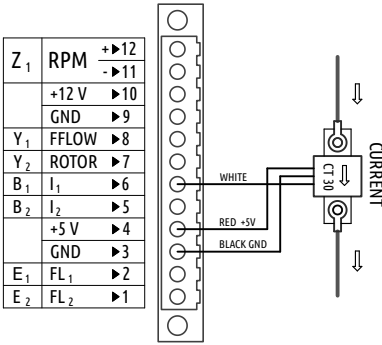 Z₁ RPM +▶12
-▶11
+12 V ▶10
GND ▶9
Y₁ FFLOW ▶8
Y₂ ROTOR ▶7
B₁ I₁ ▶6
B₂ I₂ ▶5
+5 V ▶4
GND ▶3
E₁ FL₁ ▶2
E₂ FL₂ ▶1
WHITE
RED +5V
BLACK GND
CT 30
CURRENT